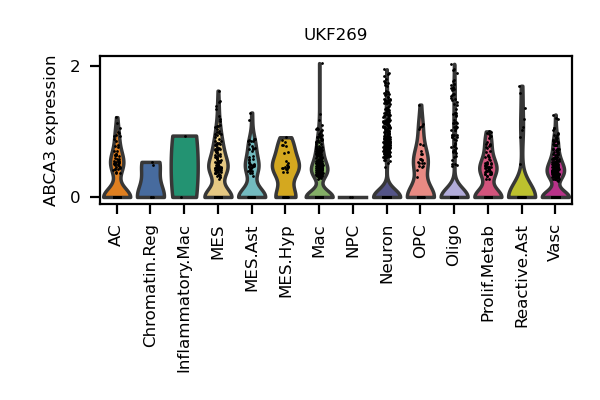 UKF269
ABCA3 expression
2
0
AC
Chromatin.Reg
Inflammatory.Mac
MES
MES.Ast
MES.Hyp
Mac
NPC
Neuron
OPC
Oligo
Prolif.Metab
Reactive.Ast
Vasc